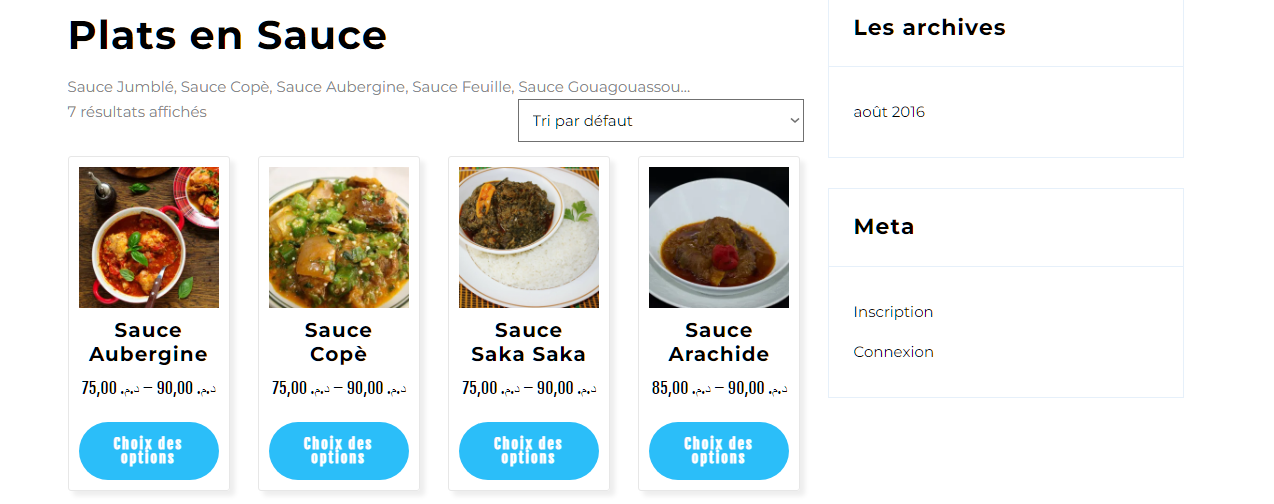 Plats en Sauce
Sauce Jumblé, Sauce Copè, Sauce Aubergine, Sauce Feuille, Sauce Gouagouassou...
7 résultats affichés
Tri par défaut
Sauce
Aubergine
75,00 د.م. – 90,00 د.م.
Choix des
options
Sauce
Copè
75,00 د.م. – 90,00 د.م.
Choix des
options
Sauce
Saka Saka
75,00 د.م. – 90,00 د.م.
Choix des
options
Sauce
Arachide
85,00 د.م. – 90,00 د.م.
Choix des
options
Les archives
août 2016
Meta
Inscription
Connexion